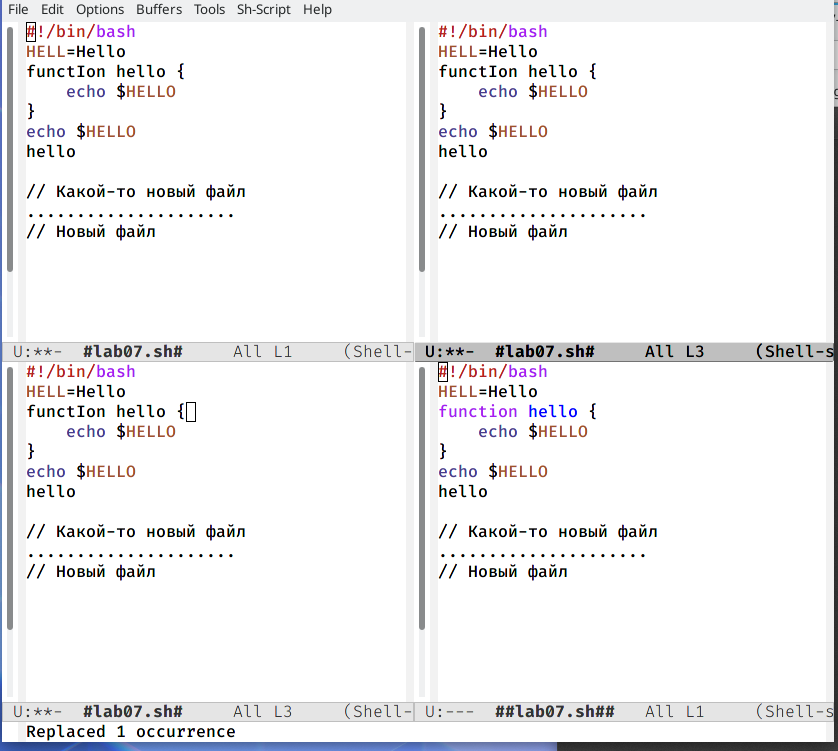 File Edit Options Buffers Tools Sh-Script Help
#!/bin/bash
HELL=Hello
functIon hello {
    echo $HELLO
}
echo $HELLO
hello

// Какой-то новый файл
.....................
// Новый файл
U:**-  #lab07.sh#     All L1     (Shell-
#!/bin/bash
HELL=Hello
functIon hello {
    echo $HELLO
}
echo $HELLO
hello

// Какой-то новый файл
.....................
// Новый файл
U:**-  #lab07.sh#     All L3     (Shell-s
#!/bin/bash
HELL=Hello
functIon hello {
    echo $HELLO
}
echo $HELLO
hello

// Какой-то новый файл
.....................
// Новый файл
U:**-  #lab07.sh#     All L3     (Shell-
#!/bin/bash
HELL=Hello
function hello {
    echo $HELLO
}
echo $HELLO
hello

// Какой-то новый файл
.....................
// Новый файл
U:---  ##lab07.sh##   All L1     (Shell-s
Replaced 1 occurrence